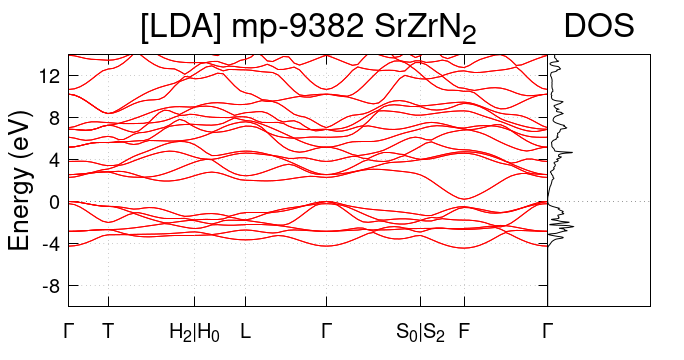 [LDA] mp-9382 SrZrN₂ DOS
Energy (eV)
12
8
4
0
-4
-8
Γ T H₂|H₀ L Γ S₀|S₂ F Γ